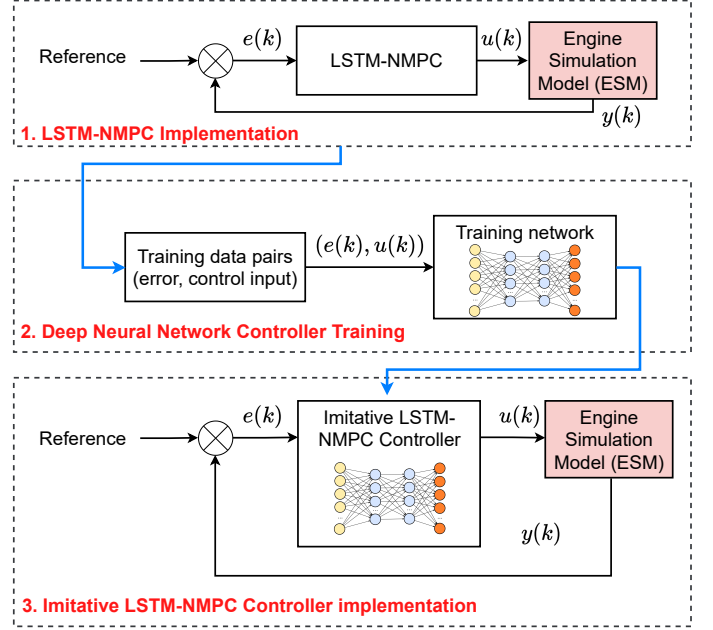 Reference
e(k)
LSTM-NMPC
u(k)
Engine
Simulation
Model (ESM)
y(k)
1. LSTM-NMPC Implementation
Training data pairs
(error, control input)
(e(k), u(k))
Training network
2. Deep Neural Network Controller Training
Reference
e(k)
Imitative LSTM-
NMPC Controller
u(k)
Engine
Simulation
Model (ESM)
y(k)
3. Imitative LSTM-NMPC Controller implementation